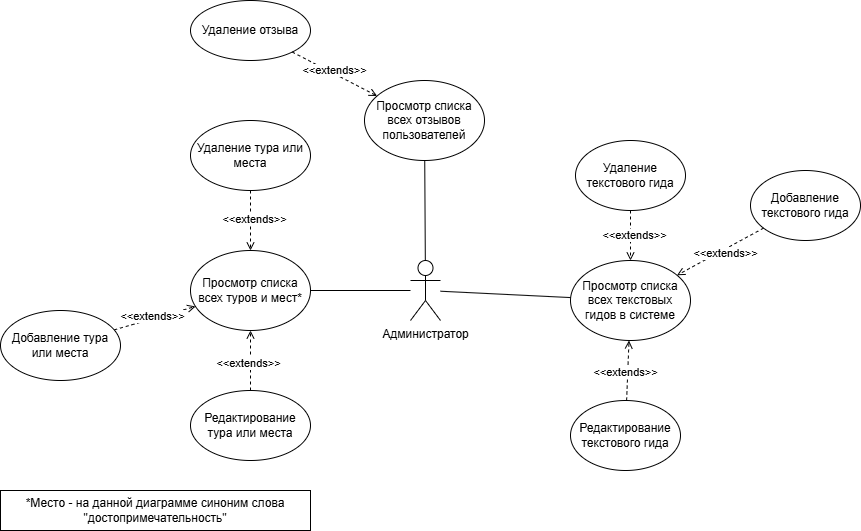 Удаление отзыва
<<extends>>
Просмотр списка
всех отзывов
пользователей
Удаление тура или
места
<<extends>>
Просмотр списка
всех туров и мест*
<<extends>>
Добавление тура
или места
<<extends>>
Редактирование
тура или места
Администратор
Удаление
текстового гида
<<extends>>
Добавление
текстового гида
<<extends>>
Просмотр списка
всех текстовых
гидов в системе
<<extends>>
Редактирование
текстового гида
*Место - на данной диаграмме синоним слова
"достопримечательность"